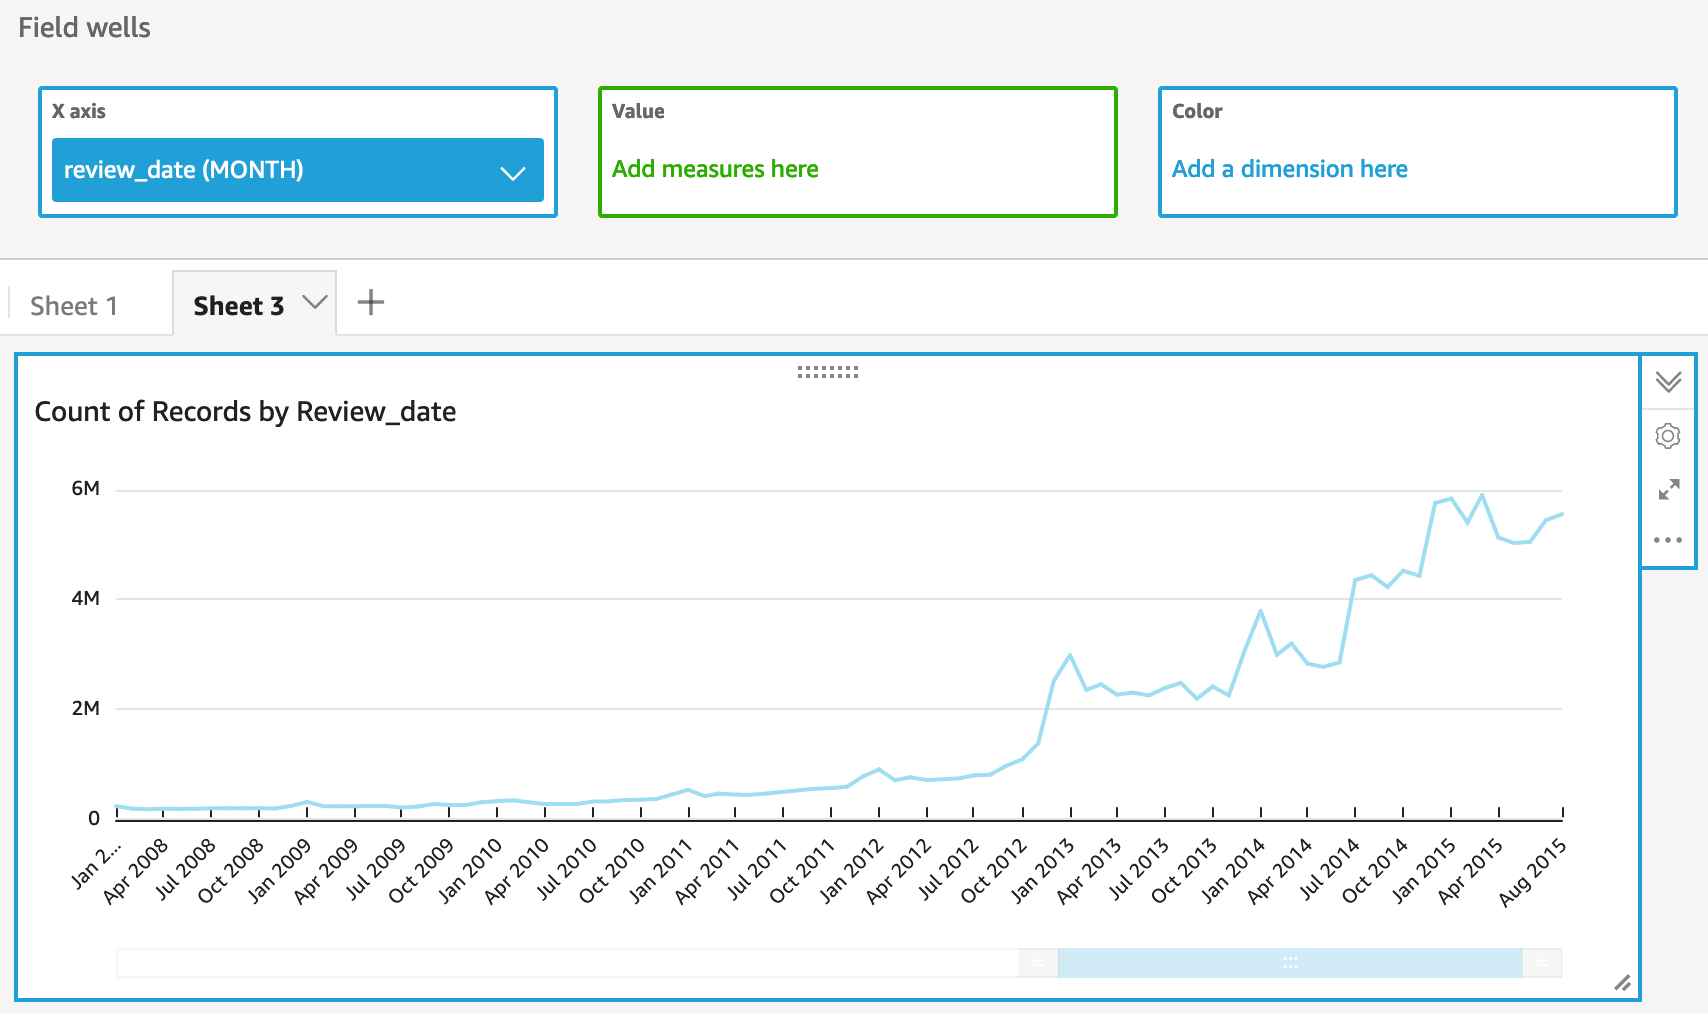 Field wells
X axis
Value
Color
review_date (MONTH)
Add measures here
Add a dimension here
Sheet 1
Sheet 3
Count of Records by Review_date
6M
4M
2M
0
Jan 2...
Apr 2008
Jul 2008
Oct 2008
Jan 2009
Apr 2009
Jul 2009
Oct 2009
Jan 2010
Apr 2010
Jul 2010
Oct 2010
Jan 2011
Apr 2011
Jul 2011
Oct 2011
Jan 2012
Apr 2012
Jul 2012
Oct 2012
Jan 2013
Apr 2013
Jul 2013
Oct 2013
Jan 2014
Apr 2014
Jul 2014
Oct 2014
Jan 2015
Apr 2015
Aug 2015